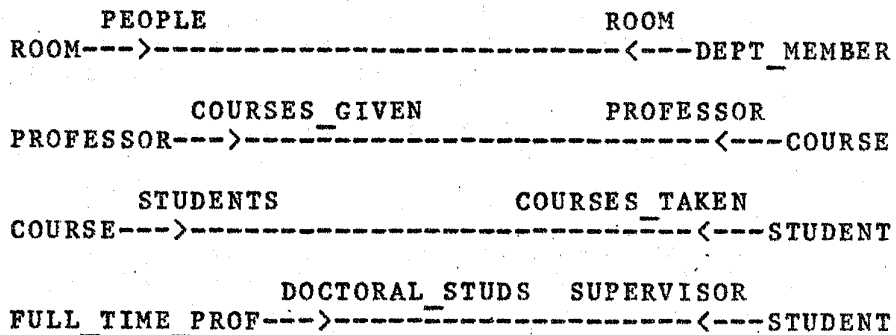 PEOPLE ROOM
ROOM--->---------------------------<---DEPT_MEMBER
COURSES_GIVEN PROFESSOR
PROFESSOR--->---------------------------<---COURSE
STUDENTS COURSES_TAKEN
COURSE--->-----------------------------<---STUDENT
DOCTORAL_STUDS SUPERVISOR
FULL_TIME_PROF--->---------------------<---STUDENT